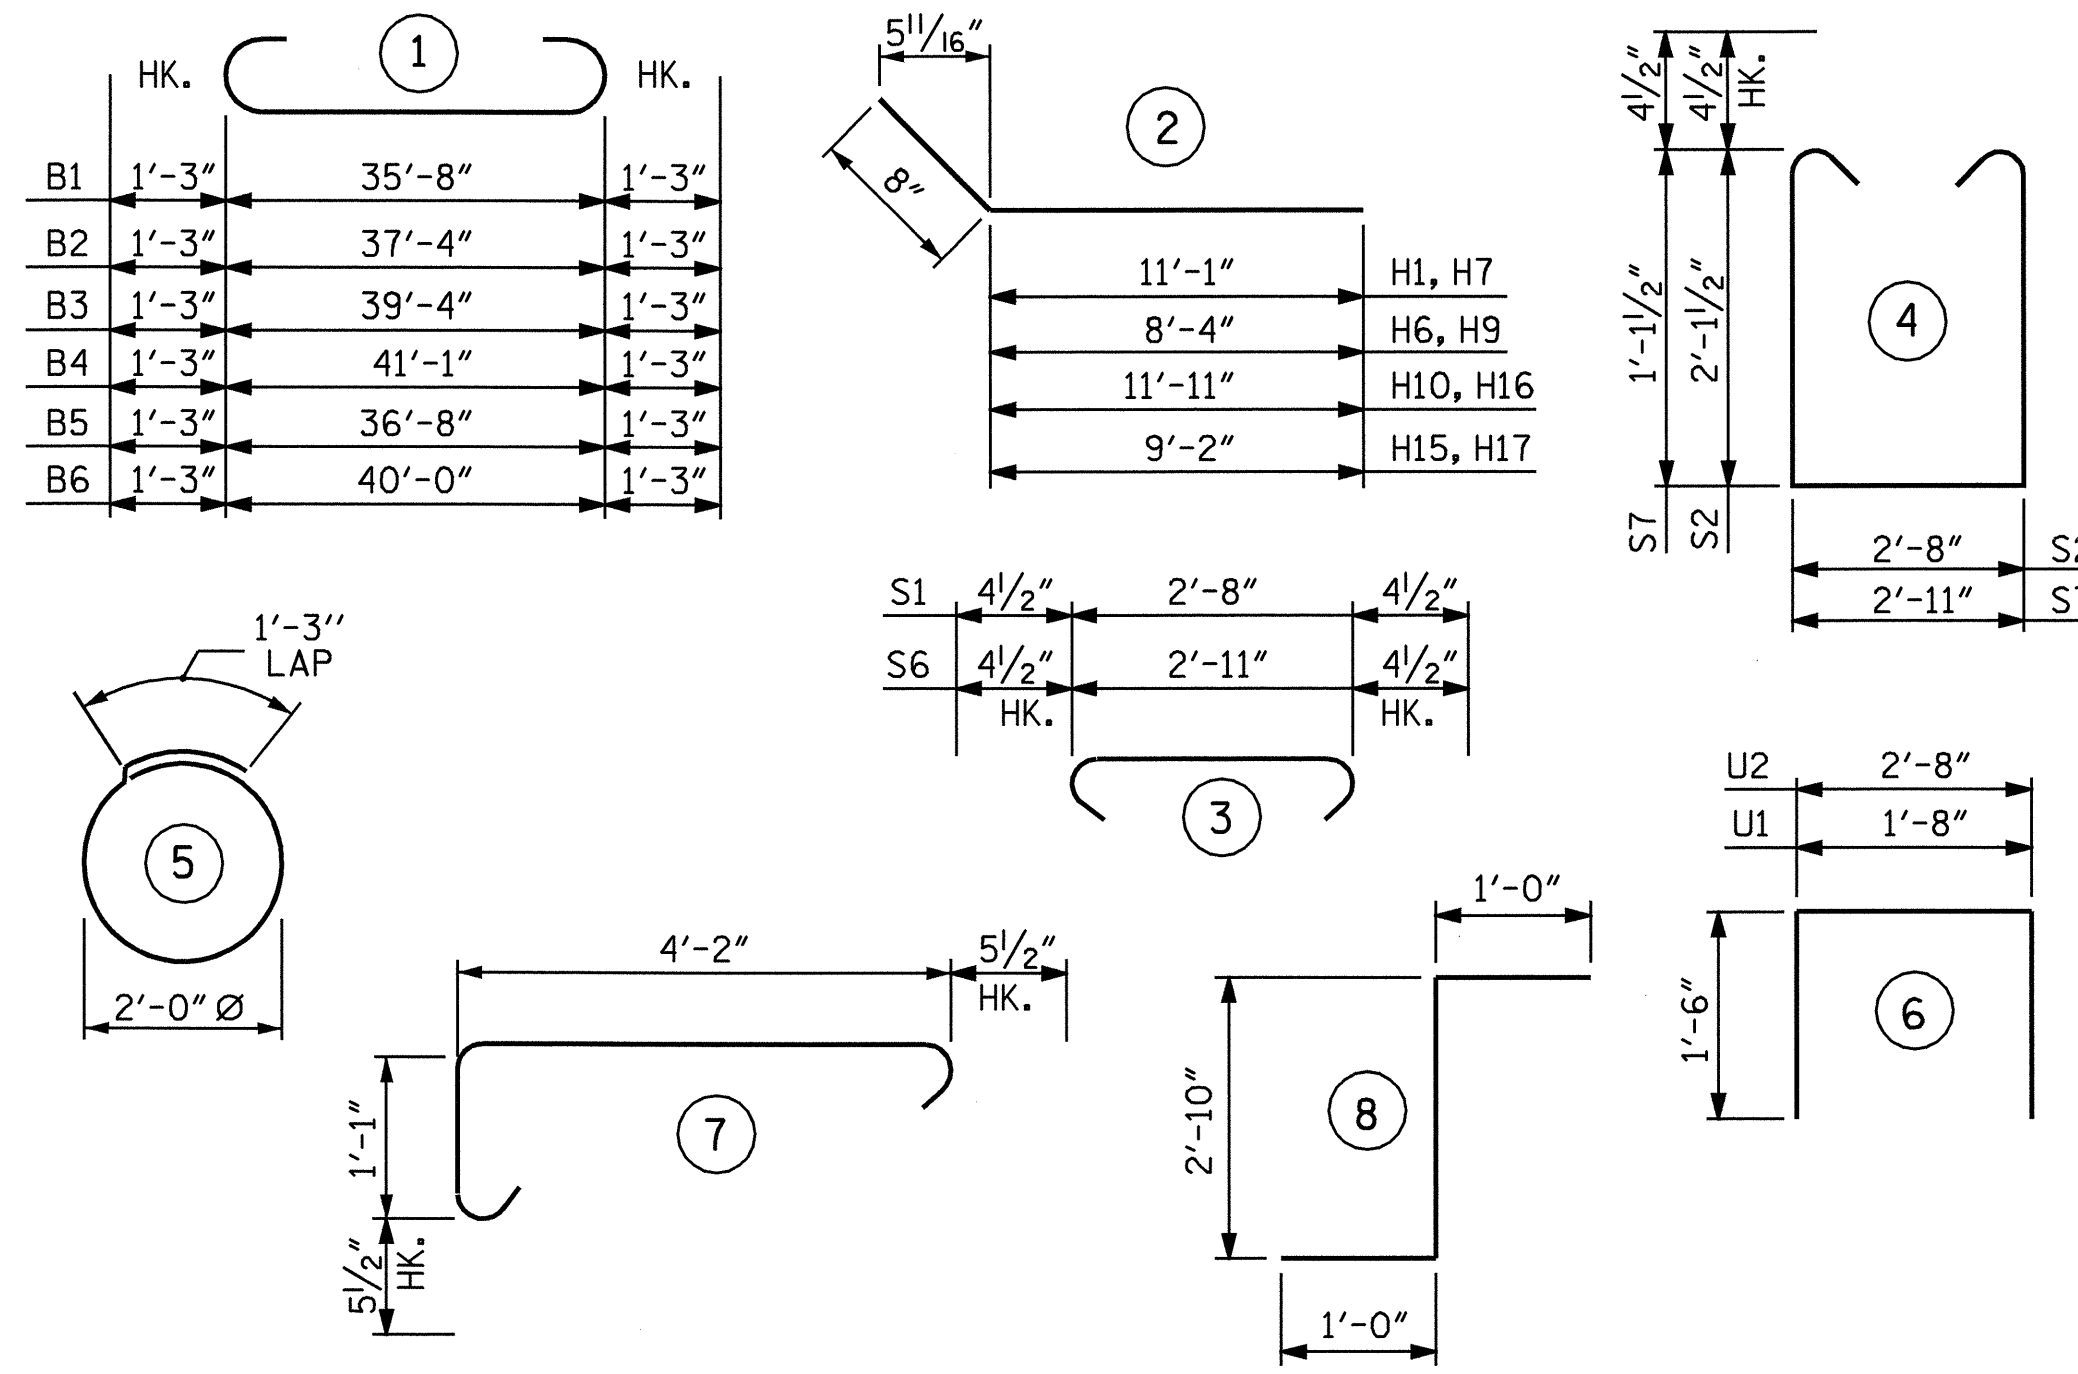 1
HK. HK.
B1 1'-3" 35'-8" 1'-3"
B2 1'-3" 37'-4" 1'-3"
B3 1'-3" 39'-4" 1'-3"
B4 1'-3" 41'-1" 1'-3"
B5 1'-3" 36'-8" 1'-3"
B6 1'-3" 40'-0" 1'-3"
5 11/16"
2
8"
11'-1" H1, H7
8'-4" H6, H9
11'-11" H10, H16
9'-2" H15, H17
4 1/2" 4 1/2" HK.
1'-1 1/2" 2'-1 1/2"
4
S7 S2
2'-8"
2'-11"
S1 4 1/2" 2'-8" 4 1/2"
S6 4 1/2" 2'-11" 4 1/2"
HK. HK.
3
1'-3''
LAP
5
2'-0" Ø
U2 2'-8"
U1 1'-8"
1'-6"
6
4'-2" 5 1/2"
HK.
1'-1"
7
5 1/2" HK.
1'-0"
2'-10"
8
1'-0"